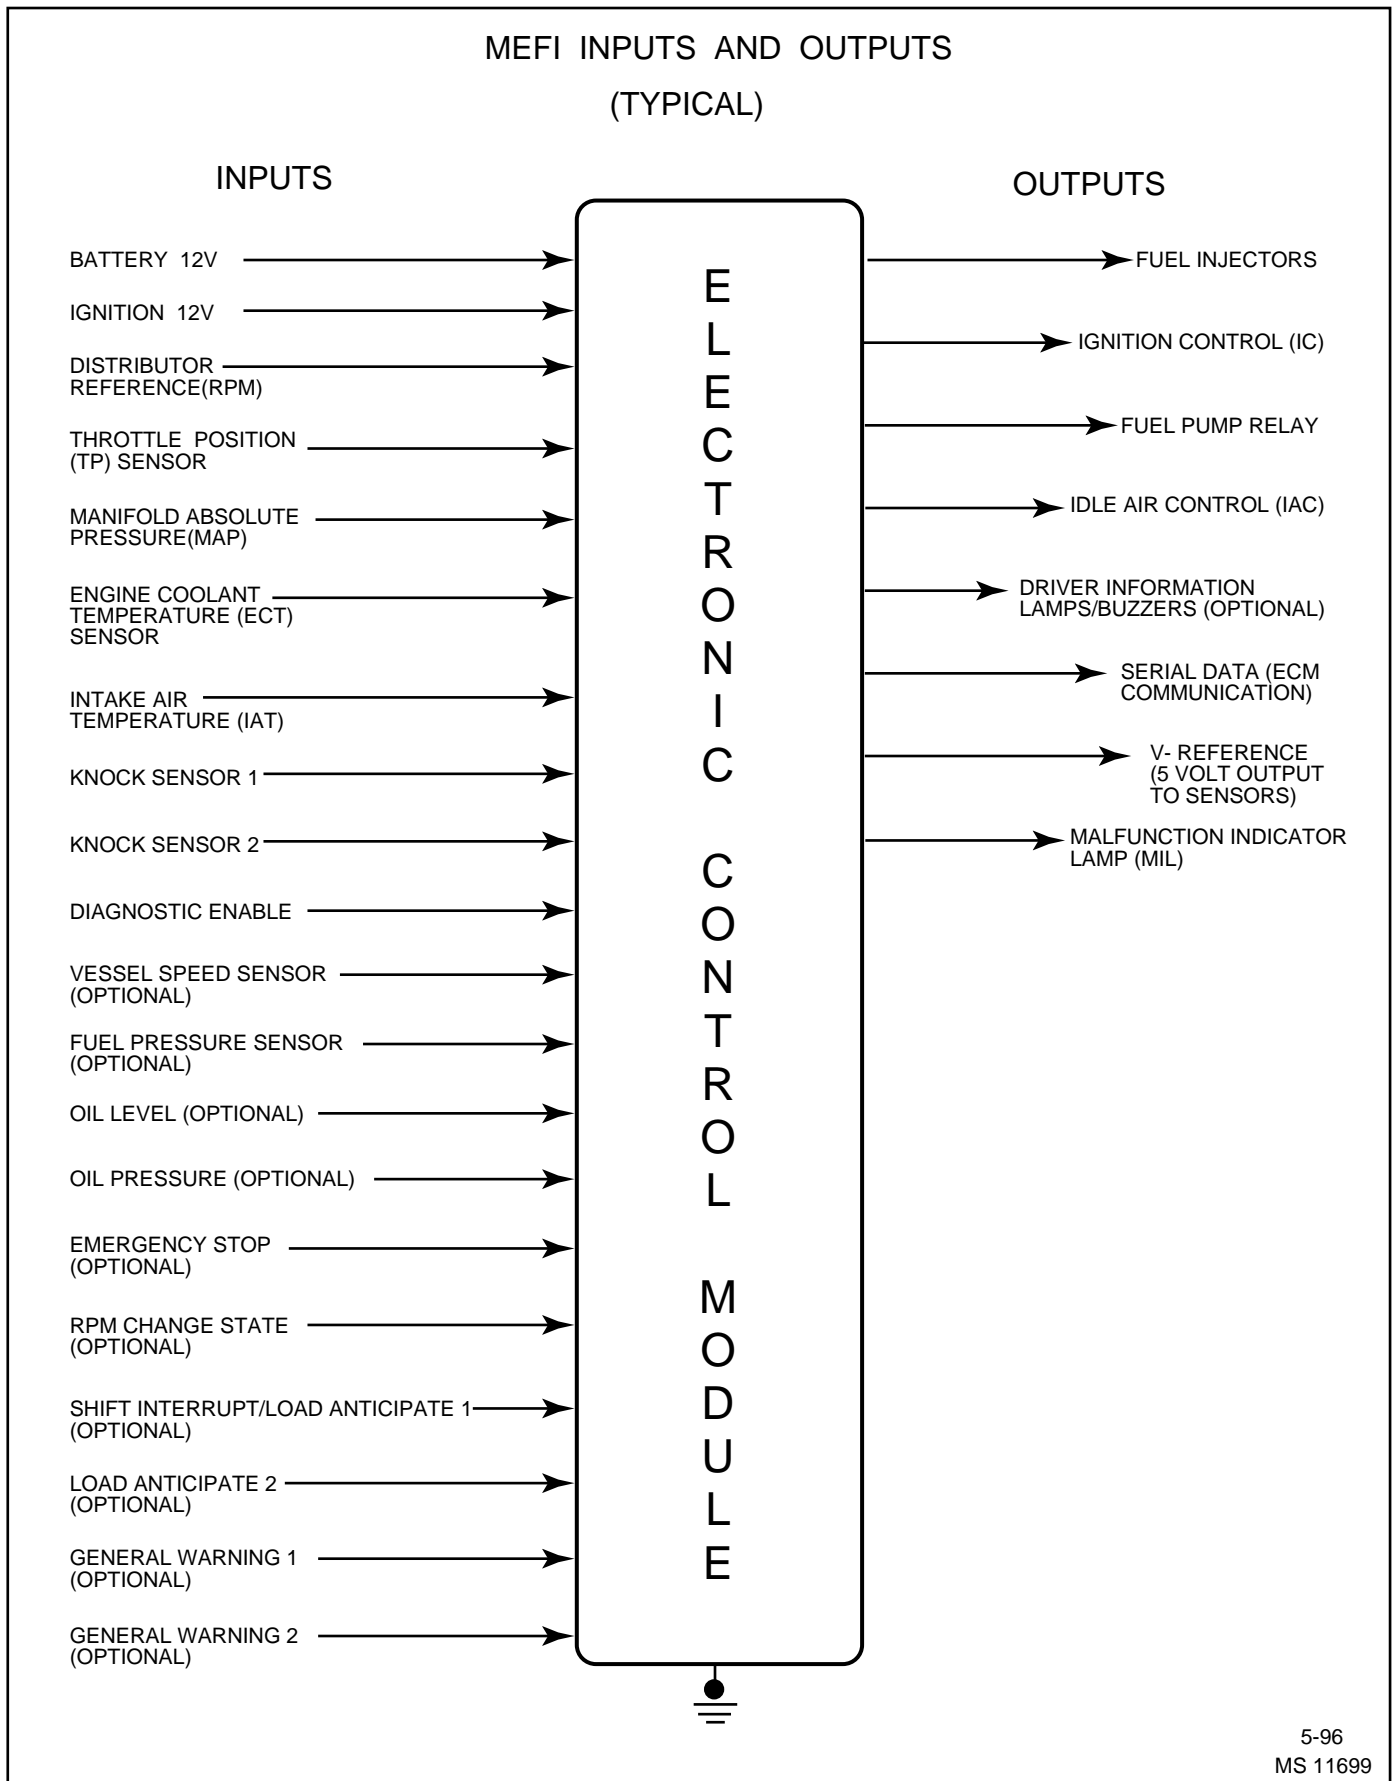 MEFI INPUTS AND OUTPUTS
(TYPICAL)
INPUTS
BATTERY 12V
IGNITION 12V
DISTRIBUTOR
REFERENCE(RPM)
THROTTLE POSITION
(TP) SENSOR
MANIFOLD ABSOLUTE
PRESSURE(MAP)
ENGINE COOLANT
TEMPERATURE (ECT)
SENSOR
INTAKE AIR
TEMPERATURE (IAT)
KNOCK SENSOR 1
KNOCK SENSOR 2
DIAGNOSTIC ENABLE
VESSEL SPEED SENSOR
(OPTIONAL)
FUEL PRESSURE SENSOR
(OPTIONAL)
OIL LEVEL (OPTIONAL)
OIL PRESSURE (OPTIONAL)
EMERGENCY STOP
(OPTIONAL)
RPM CHANGE STATE
(OPTIONAL)
SHIFT INTERRUPT/LOAD ANTICIPATE 1
(OPTIONAL)
LOAD ANTICIPATE 2
(OPTIONAL)
GENERAL WARNING 1
(OPTIONAL)
GENERAL WARNING 2
(OPTIONAL)
ELECTRONIC CONTROL MODULE
OUTPUTS
FUEL INJECTORS
IGNITION CONTROL (IC)
FUEL PUMP RELAY
IDLE AIR CONTROL (IAC)
DRIVER INFORMATION
LAMPS/BUZZERS (OPTIONAL)
SERIAL DATA (ECM
COMMUNICATION)
V- REFERENCE
(5 VOLT OUTPUT
TO SENSORS)
MALFUNCTION INDICATOR
LAMP (MIL)
5-96
MS 11699